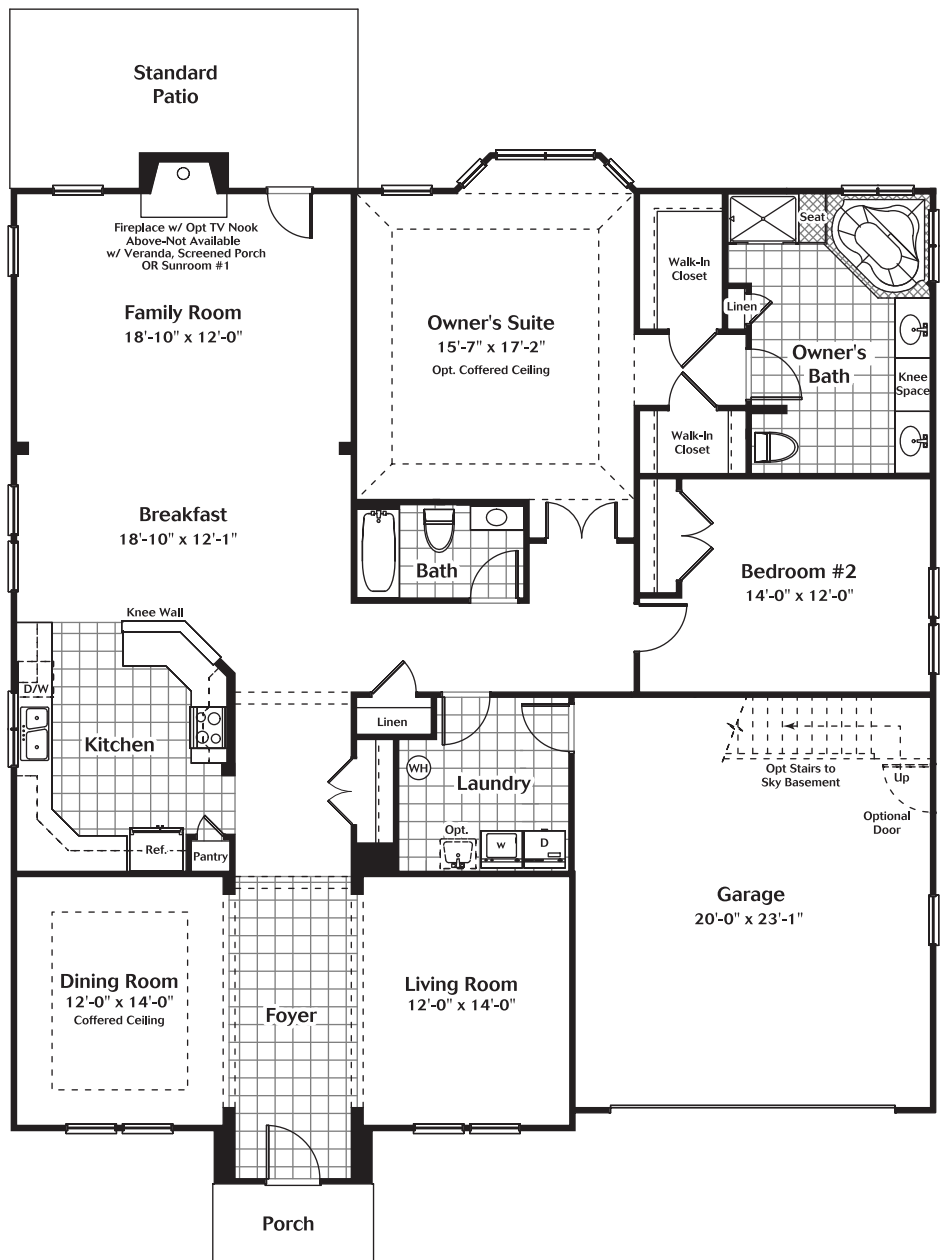 Standard
Patio
Fireplace w/ Opt TV Nook
Above-Not Available
w/ Veranda, Screened Porch
OR Sunroom #1
Family Room
18'-10" x 12'-0"
Owner's Suite
15'-7" x 17'-2"
Opt. Coffered Ceiling
Walk-In
Closet
Seat
Linen
Owner's
Bath
Knee
Space
Walk-In
Closet
Breakfast
18'-10" x 12'-1"
Bath
Bedroom #2
14'-0" x 12'-0"
Knee Wall
D/W
Kitchen
Ref.
Pantry
Linen
WH
Laundry
Opt.
W
D
Opt Stairs to
Sky Basement
Up
Optional
Door
Garage
20'-0" x 23'-1"
Dining Room
12'-0" x 14'-0"
Coffered Ceiling
Foyer
Living Room
12'-0" x 14'-0"
Porch